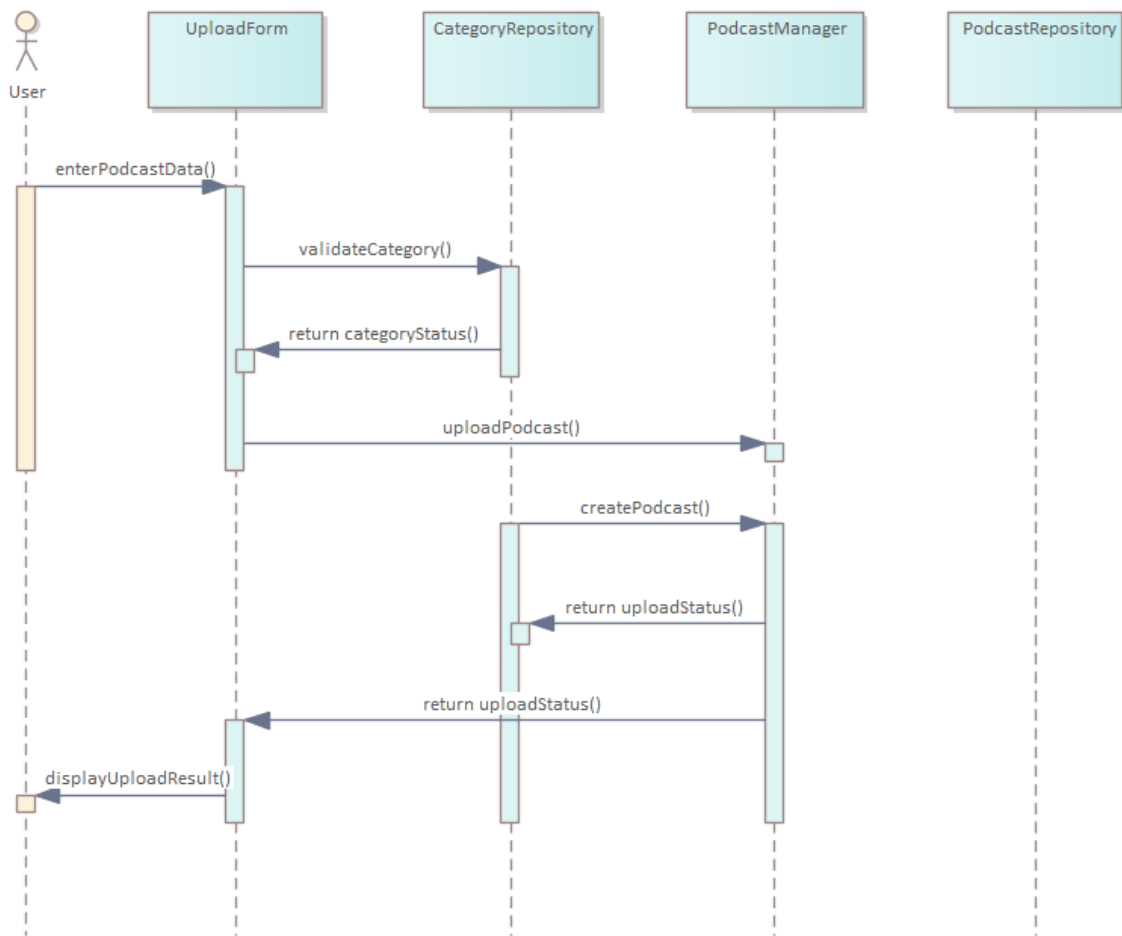 UploadForm
CategoryRepository
PodcastManager
PodcastRepository
User
enterPodcastData()
validateCategory()
return categoryStatus()
uploadPodcast()
createPodcast()
return uploadStatus()
return uploadStatus()
displayUploadResult()